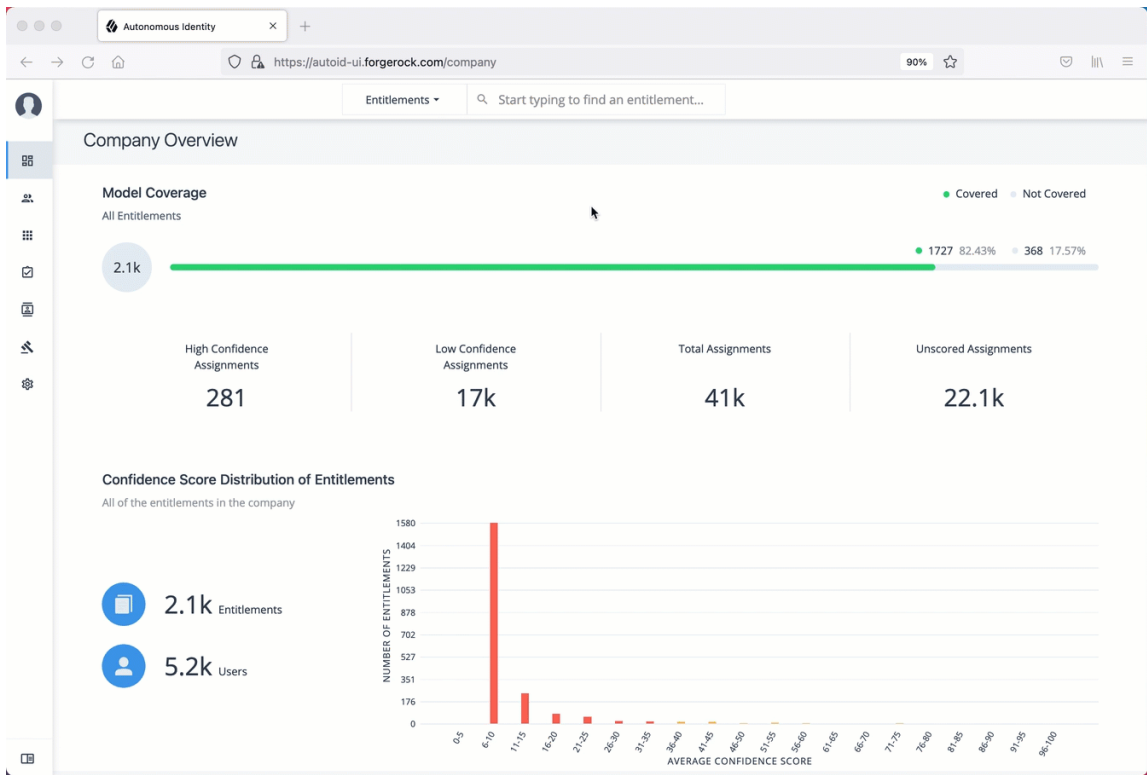 Autonomous Identity
https://autoid-ui.forgerock.com/company
90%
Entitlements
Start typing to find an entitlement...
Company Overview
Model Coverage
Covered
Not Covered
All Entitlements
1727 82.43%
368 17.57%
2.1k
High Confidence
Assignments
281
Low Confidence
Assignments
17k
Total Assignments
41k
Unscored Assignments
22.1k
Confidence Score Distribution of Entitlements
All of the entitlements in the company
2.1k Entitlements
5.2k Users
NUMBER OF ENTITLEMENTS
1580
1404
1229
1053
878
702
527
351
176
0
0-5
6-10
11-15
16-20
21-25
26-30
31-35
36-40
41-45
46-50
51-55
56-60
61-65
66-70
71-75
76-80
81-85
86-90
91-95
96-100
AVERAGE CONFIDENCE SCORE